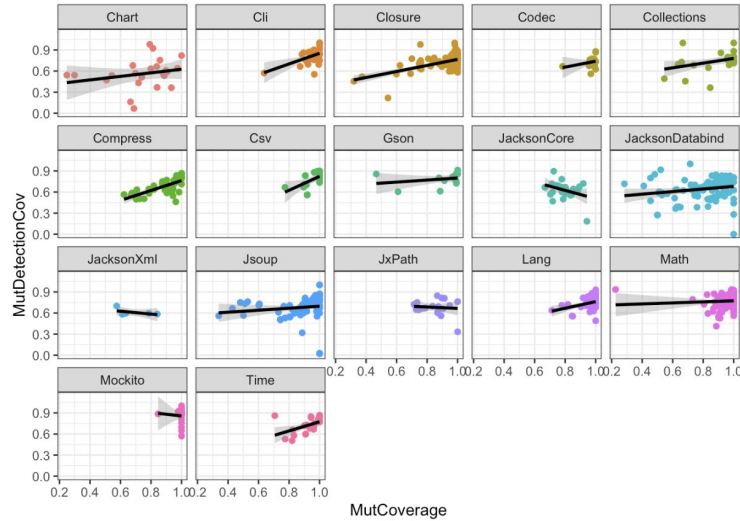 Chart Cli Closure Codec Collections
0.9
0.6
0.3
0.0
Compress Csv Gson JacksonCore JacksonDatabind
0.9
0.6
0.3
0.0
JacksonXml Jsoup JxPath Lang Math
0.9
0.6
0.3
0.0
0.2 0.4 0.6 0.8 1.0 0.2 0.4 0.6 0.8 1.0 0.2 0.4 0.6 0.8 1.0
Mockito Time
0.9
0.6
0.3
0.0
0.2 0.4 0.6 0.8 1.0 0.2 0.4 0.6 0.8 1.0
MutDetectionCov
MutCoverage